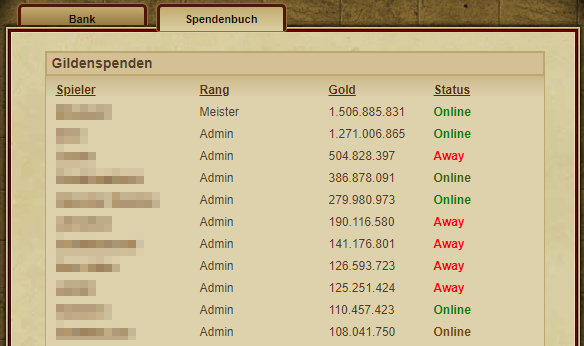 Bank Spendenbuch
Gildenspenden
Spieler Rang Gold Status
Meister 1.506.885.831 Online
Admin 1.271.006.865 Online
Admin 504.828.397 Away
Admin 386.878.091 Online
Admin 279.980.973 Online
Admin 190.116.580 Away
Admin 141.176.801 Away
Admin 126.593.723 Away
Admin 125.251.424 Away
Admin 110.457.423 Online
Admin 108.041.750 Online